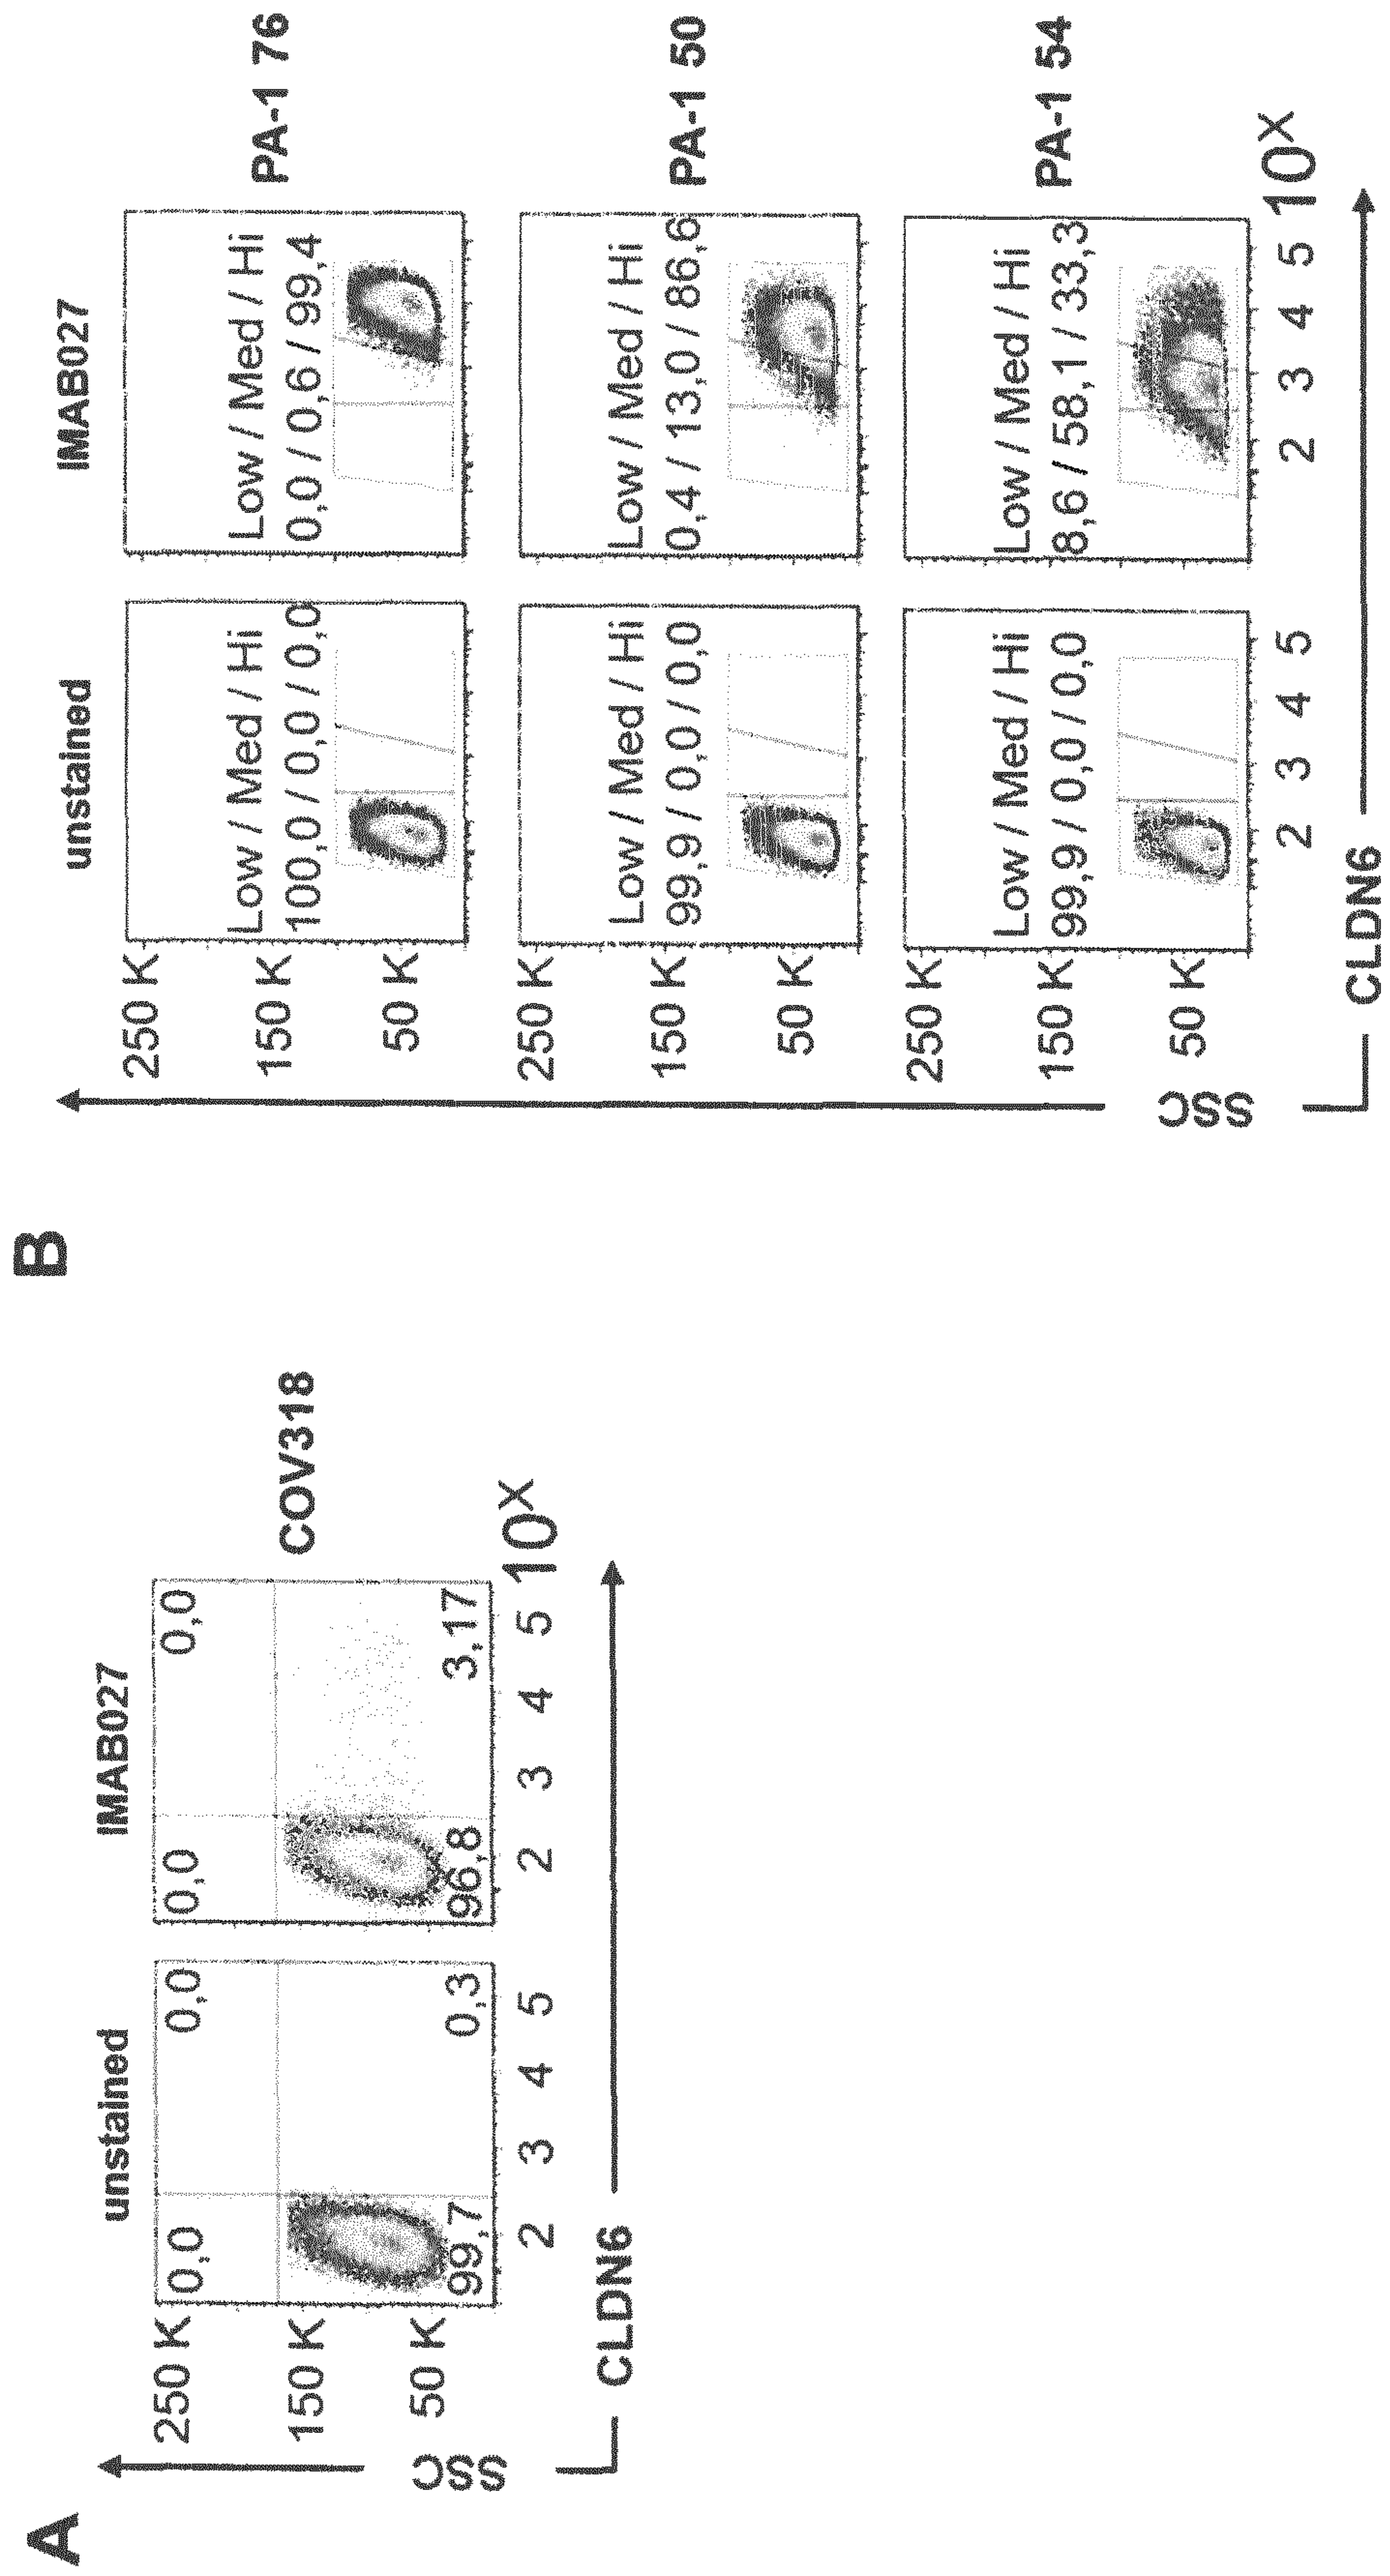 A
unstained
IMAB027
250 K
150 K
50 K
0,0
0,0
99,7
0,3
0,0
0,0
96,8
3,17
COV318
2 3 4 5
2 3 4 5
10X
SSC
CLDN6
B
unstained
IMAB027
250 K
150 K
50 K
Low / Med / Hi
100,0 / 0,0 / 0,0
Low / Med / Hi
0,0 / 0,6 / 99,4
PA-1 76
250 K
150 K
50 K
Low / Med / Hi
99,9 / 0,0 / 0,0
Low / Med / Hi
0,4 / 13,0 / 86,6
PA-1 50
250 K
150 K
50 K
Low / Med / Hi
99,9 / 0,0 / 0,0
Low / Med / Hi
8,6 / 58,1 / 33,3
PA-1 54
2 3 4 5
2 3 4 5
10X
SSC
CLDN6